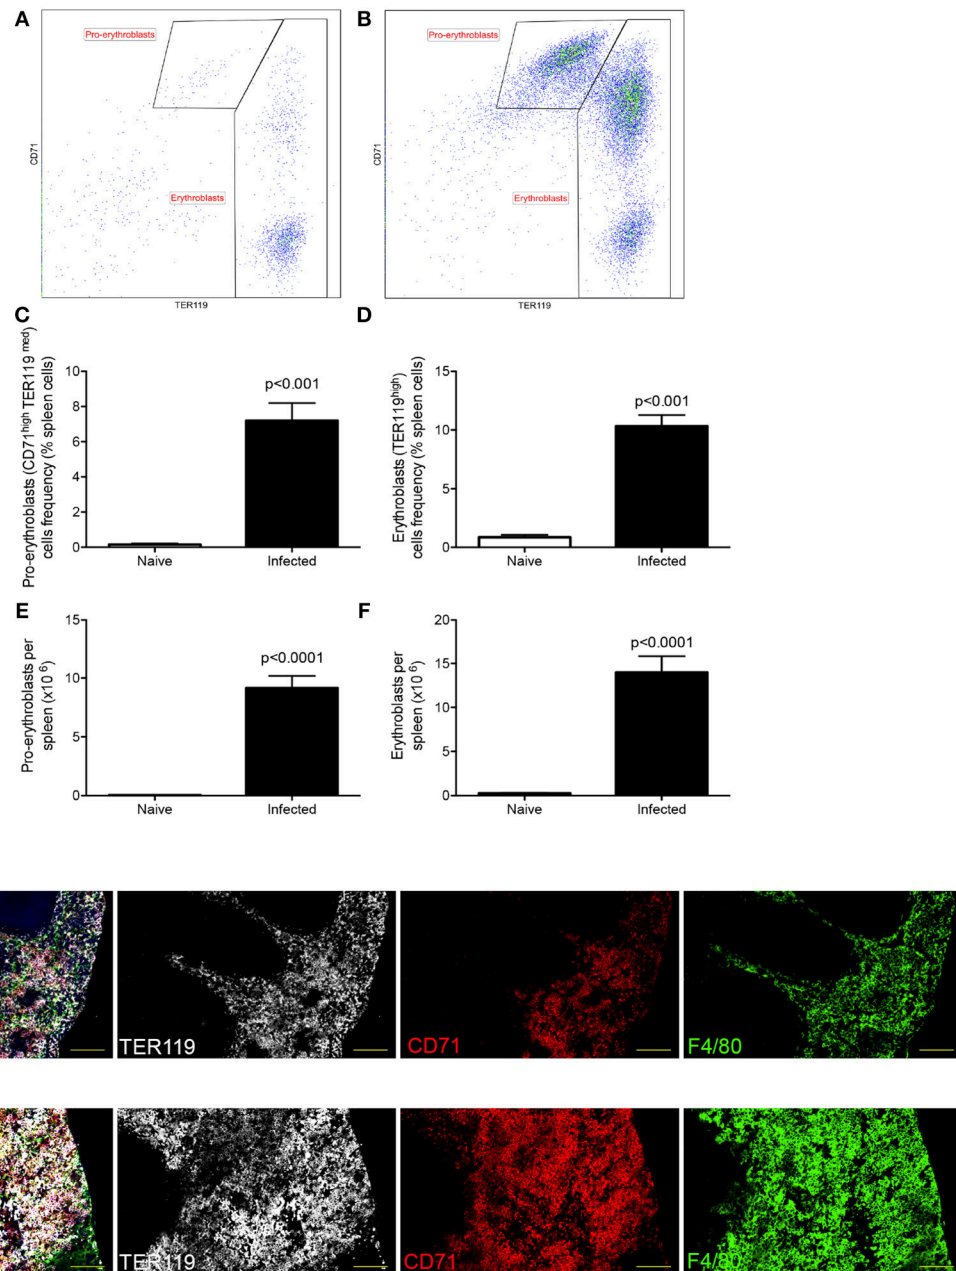 A
Pro-erythroblasts
Erythroblasts
CD71
TER119
B
Pro-erythroblasts
Erythroblasts
CD71
TER119
C
Pro-erythroblasts (CD71high TER119 med)
cells frequency (% spleen cells)
10
8
6
4
2
0
p<0.001
Naive
Infected
D
Erythroblasts (TER119high)
cells frequency (% spleen cells)
15
10
5
0
p<0.001
Naive
Infected
E
Pro-erythroblasts per
spleen (x10 6)
15
10
5
0
p<0.0001
Naive
Infected
F
Erythroblasts per
spleen (x10 6)
20
15
10
5
0
p<0.0001
Naive
Infected
TER119
CD71
F4/80
TER119
CD71
F4/80